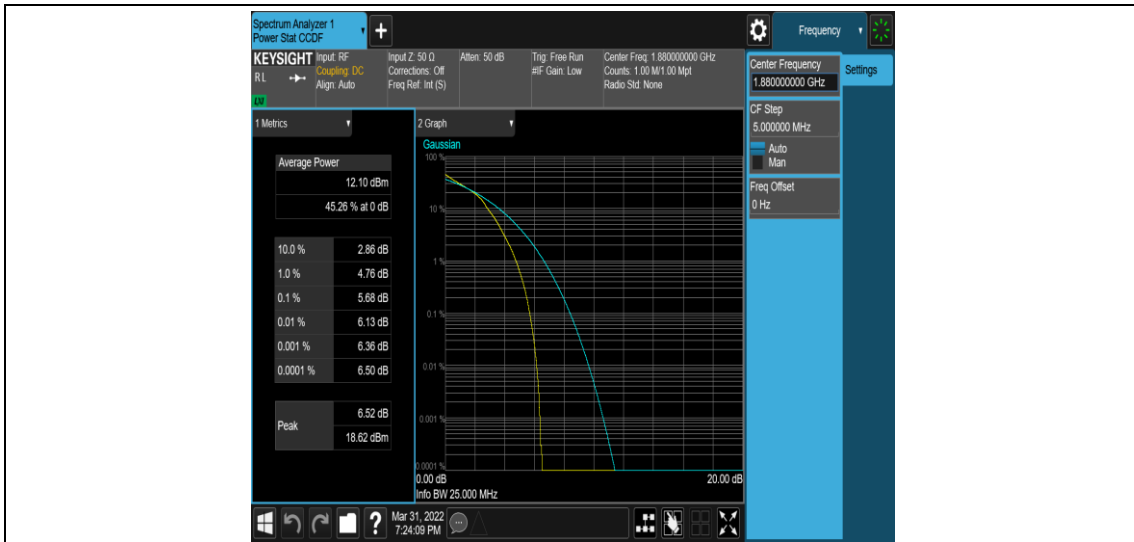 Spectrum Analyzer 1
Power Stat CCDF
+
Frequency
KEYSIGHT
RL
LXI
Input: RF
Coupling: DC
Align: Auto
Input Z: 50 Ω
Corrections: Off
Freq Ref: Int (S)
Atten: 50 dB
Trig: Free Run
#IF Gain: Low
Center Freq: 1.880000000 GHz
Counts: 1.00 M/1.00 Mpt
Radio Std: None
Center Frequency
1.880000000 GHz
Settings
CF Step
5.000000 MHz
Auto
Man
Freq Offset
0 Hz
1 Metrics
Average Power
12.10 dBm
45.26 % at 0 dB
10.0 % 2.86 dB
1.0 % 4.76 dB
0.1 % 5.68 dB
0.01 % 6.13 dB
0.001 % 6.36 dB
0.0001 % 6.50 dB
Peak
6.52 dB
18.62 dBm
2 Graph
Gaussian
100 %
10 %
1 %
0.1 %
0.01 %
0.001 %
0.0001 %
0.00 dB
20.00 dB
Info BW 25.000 MHz
?
Mar 31, 2022
7:24:09 PM